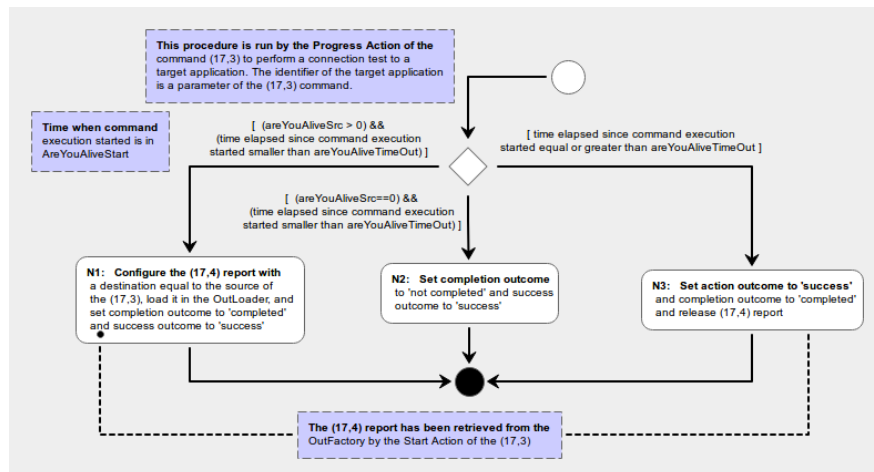 This procedure is run by the Progress Action of the
command (17,3) to perform a connection test to a
target application. The identifier of the target application
is a parameter of the (17,3) command.
Time when command
execution started is in
AreYouAliveStart
[ (areYouAliveSrc > 0) &&
(time elapsed since command execution
started smaller than areYouAliveTimeOut) ]
[ time elapsed since command execution
started equal or greater than areYouAliveTimeOut ]
[ (areYouAliveSrc==0) &&
(time elapsed since command execution
started smaller than areYouAliveTimeOut) ]
N1: Configure the (17,4) report with
a destination equal to the source of
the (17,3), load it in the OutLoader, and
set completion outcome to 'completed'
and success outcome to 'success'
N2: Set completion outcome
to 'not completed' and success
outcome to 'success'
N3: Set action outcome to 'success'
and completion outcome to 'completed'
and release (17,4) report
The (17,4) report has been retrieved from the
OutFactory by the Start Action of the (17,3)